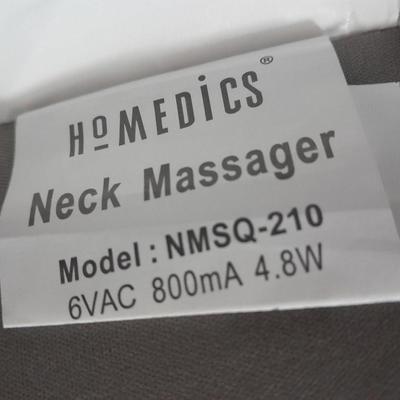 HoMEDiCS®
Neck Massager
Model : NMSQ-210
6VAC 800mA 4.8W